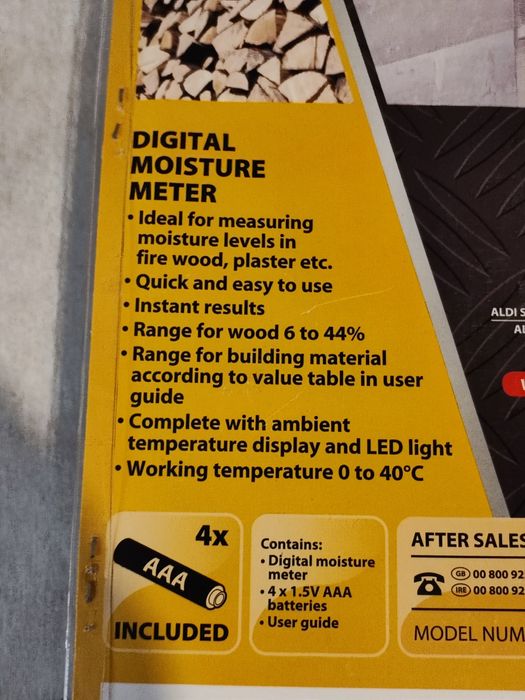 DIGITAL
MOISTURE
METER
• Ideal for measuring
moisture levels in
fire wood, plaster etc.
• Quick and easy to use
• Instant results
• Range for wood 6 to 44%
• Range for building material
according to value table in user
guide
• Complete with ambient
temperature display and LED light
• Working temperature 0 to 40°C
ALDI S
AL
4x
AAA
INCLUDED
Contains:
• Digital moisture
meter
• 4 x 1.5V AAA
batteries
• User guide
AFTER SALES
GB 00 800 92
IRE 00 800 92
MODEL NUM